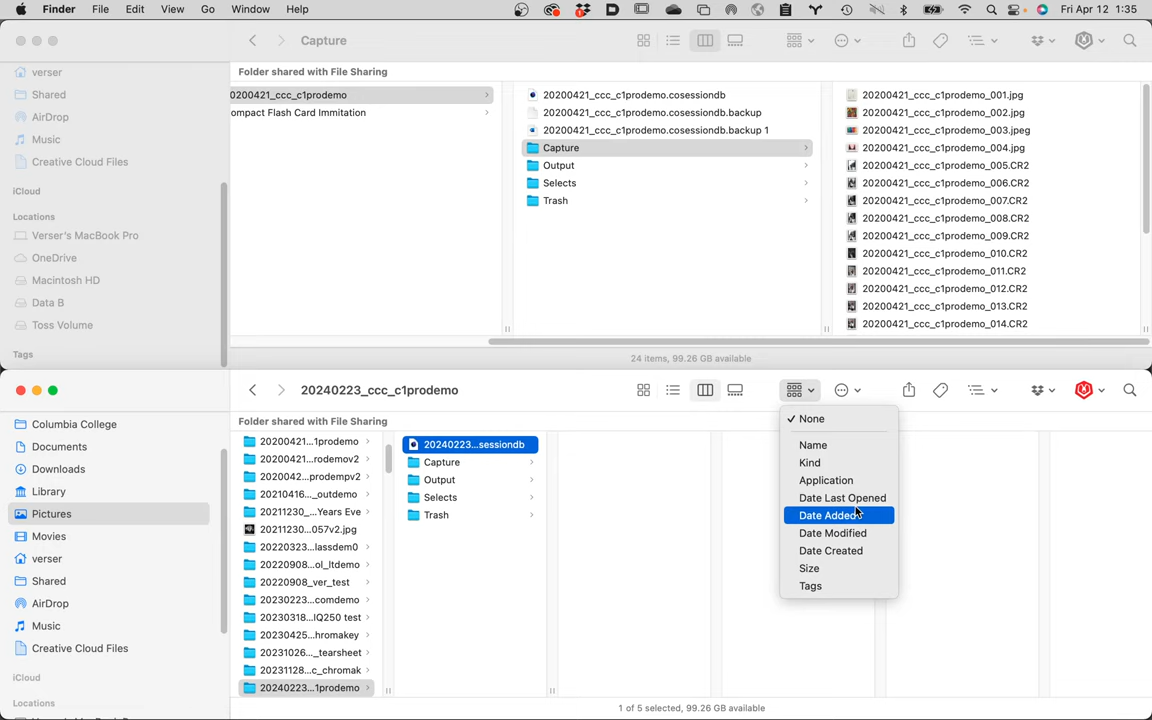 Finder File Edit View Go Window Help Fri Apr 12 1:35
Capture
Folder shared with File Sharing
verser
Shared
AirDrop
Music
Creative Cloud Files
iCloud
Locations
Verser's MacBook Pro
OneDrive
Macintosh HD
Data B
Toss Volume
Tags
0200421_ccc_c1prodemo
ompact Flash Card Immitation
20200421_ccc_c1prodemo.cosessiondb
20200421_ccc_c1prodemo.cosessiondb.backup
20200421_ccc_c1prodemo.cosessiondb.backup 1
Capture
Output
Selects
Trash
20200421_ccc_c1prodemo_001.jpg
20200421_ccc_c1prodemo_002.jpg
20200421_ccc_c1prodemo_003.jpeg
20200421_ccc_c1prodemo_004.jpg
20200421_ccc_c1prodemo_005.CR2
20200421_ccc_c1prodemo_006.CR2
20200421_ccc_c1prodemo_007.CR2
20200421_ccc_c1prodemo_008.CR2
20200421_ccc_c1prodemo_009.CR2
20200421_ccc_c1prodemo_010.CR2
20200421_ccc_c1prodemo_011.CR2
20200421_ccc_c1prodemo_012.CR2
20200421_ccc_c1prodemo_013.CR2
20200421_ccc_c1prodemo_014.CR2
24 items, 99.26 GB available
20240223_ccc_c1prodemo
Folder shared with File Sharing
Columbia College
Documents
Downloads
Library
Pictures
Movies
verser
Shared
AirDrop
Music
Creative Cloud Files
iCloud
Locations
20200421...1prodemo
20200421...rodemov2
2020042...prodempv2
20210416..._outdemo
20211230_...Years Eve
20211230...057v2.jpg
20220323...lassdem0
20220908...ol_ltdemo
20220908_ver_test
20230223...comdemo
20230318...IQ250 test
20230425...hromakey
20231026..._tearsheet
20231128...c_chromak
20240223...1prodemo
20240223...sessiondb
Capture
Output
Selects
Trash
✓ None
Name
Kind
Application
Date Last Opened
Date Added
Date Modified
Date Created
Size
Tags
1 of 5 selected, 99.26 GB available